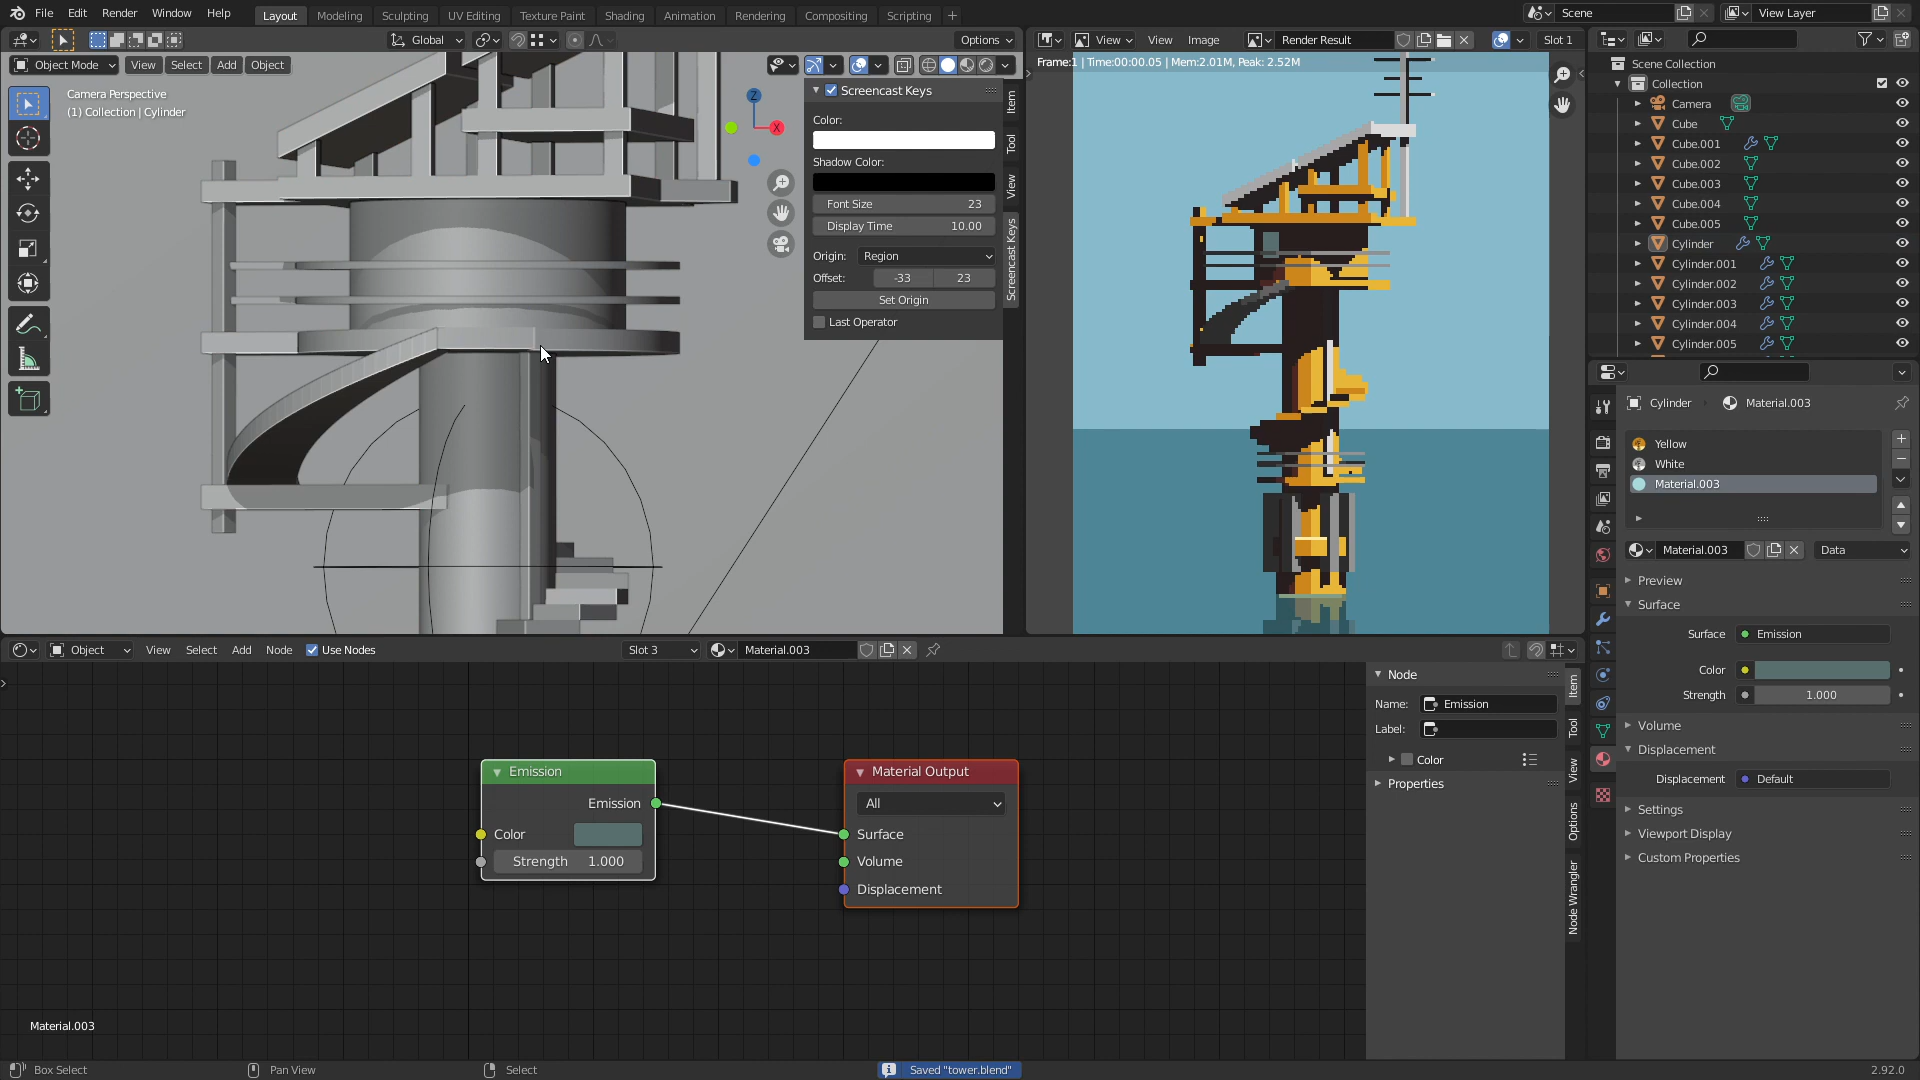 File Edit Render Window Help Layout Modeling Sculpting UV Editing Texture Paint Shading Animation Rendering Compositing Scripting + Scene View Layer
Global Options View View Image Render Result Slot 1
Object Mode View Select Add Object
Camera Perspective
(1) Collection | Cylinder
Z
X
Screencast Keys
Color:
Shadow Color:
Font Size 23
Display Time 10.00
Origin: Region
Offset: -33 23
Set Origin
Last Operator
Item
Tool
View
Screencast Keys
Frame:1 | Time:00:00.05 | Mem:2.01M, Peak: 2.52M
Scene Collection
Collection
Camera
Cube
Cube.001
Cube.002
Cube.003
Cube.004
Cube.005
Cylinder
Cylinder.001
Cylinder.002
Cylinder.003
Cylinder.004
Cylinder.005
Cylinder Material.003
Yellow
White
Material.003
Material.003 Data
Preview
Surface
Surface Emission
Color
Strength 1.000
Volume
Displacement
Displacement Default
Settings
Viewport Display
Custom Properties
Object View Select Add Node Use Nodes Slot 3 Material.003
Emission
Emission
Color
Strength 1.000
Material Output
All
Surface
Volume
Displacement
Node
Name: Emission
Label:
Color
Properties
Item
Tool
View
Options
Node Wrangler
Material.003
Box Select Pan View Select Saved "tower.blend" 2.92.0